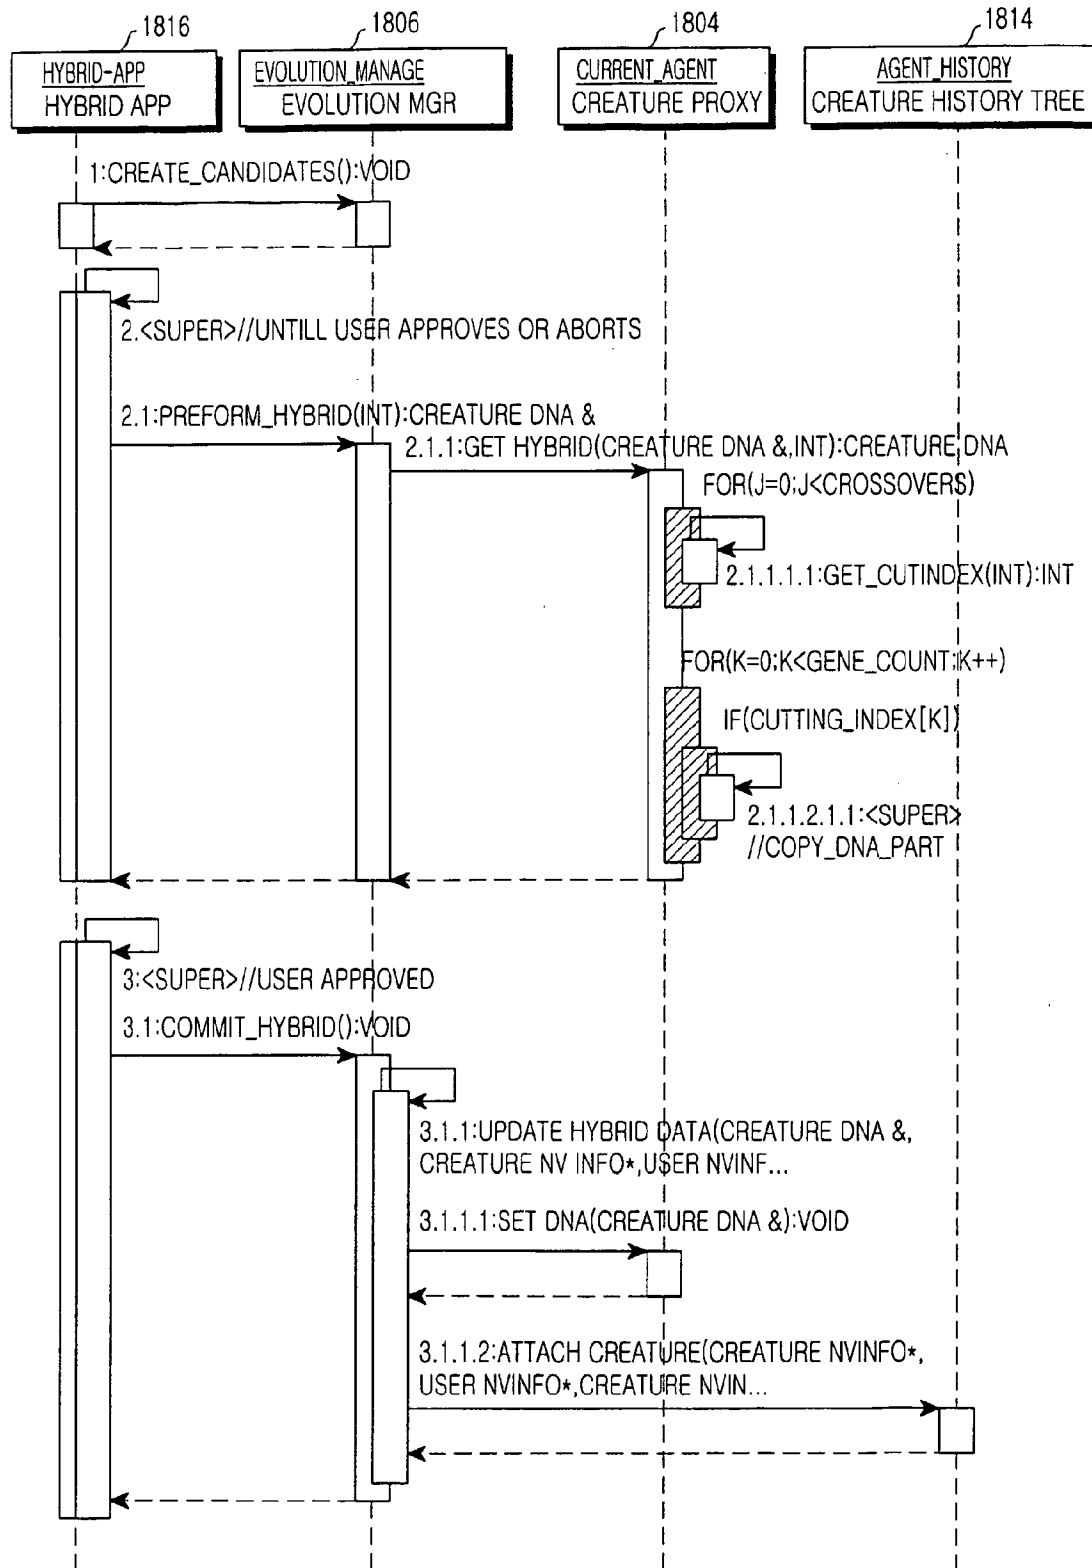 1816
1806
1804
1814
HYBRID-APP
HYBRID APP
EVOLUTION_MANAGE
EVOLUTION MGR
CURRENT_AGENT
CREATURE PROXY
AGENT_HISTORY
CREATURE HISTORY TREE
1:CREATE_CANDIDATES():VOID
2.<SUPER>//UNTILL USER APPROVES OR ABORTS
2.1:PREFORM_HYBRID(INT):CREATURE DNA &
2.1.1:GET HYBRID(CREATURE DNA &,INT):CREATURE DNA
FOR(J=0;J<CROSSOVERS)
2.1.1.1.1:GET_CUTINDEX(INT):INT
FOR(K=0;K<GENE_COUNT;K++)
IF(CUTTING_INDEX[K])
2.1.1.2.1.1:<SUPER>
//COPY_DNA_PART
3:<SUPER>//USER APPROVED
3.1:COMMIT_HYBRID():VOID
3.1.1:UPDATE HYBRID DATA(CREATURE DNA &,
CREATURE NV INFO*,USER NVINF...
3.1.1.1:SET DNA(CREATURE DNA &):VOID
3.1.1.2:ATTACH CREATURE(CREATURE NVINFO*,
USER NVINFO*,CREATURE NVIN...